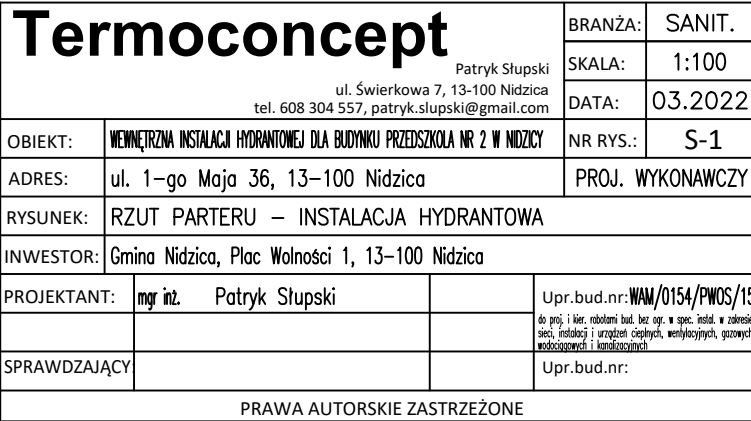 Termoconcept
Patryk Słupski
ul. Świerkowa 7, 13-100 Nidzica
tel. 608 304 557, patryk.slupski@gmail.com
BRANŻA: SANIT.
SKALA: 1:100
DATA: 03.2022
OBIEKT: WEWNĘTRZNA INSTALACJI HYDRANTOWEJ DLA BUDYNKU PRZEDSZKOLA NR 2 W NIDZICY
NR RYS.: S-1
ADRES: ul. 1-go Maja 36, 13-100 Nidzica
PROJ. WYKONAWCZY
RYSUNEK: RZUT PARTERU – INSTALACJA HYDRANTOWA
INWESTOR: Gmina Nidzica, Plac Wolności 1, 13-100 Nidzica
PROJEKTANT: mgr inż. Patryk Słupski
Upr.bud.nr: WAM/0154/PWOS/15
do proj. i kier. robotami bud. bez ogr. w spec. instal. w zakresie
sieci, instalacji i urządzeń cieplnych, wentylacyjnych, gazowych
wodociągowych i kanalizacyjnych
SPRAWDZAJĄCY:
Upr.bud.nr:
PRAWA AUTORSKIE ZASTRZEŻONE